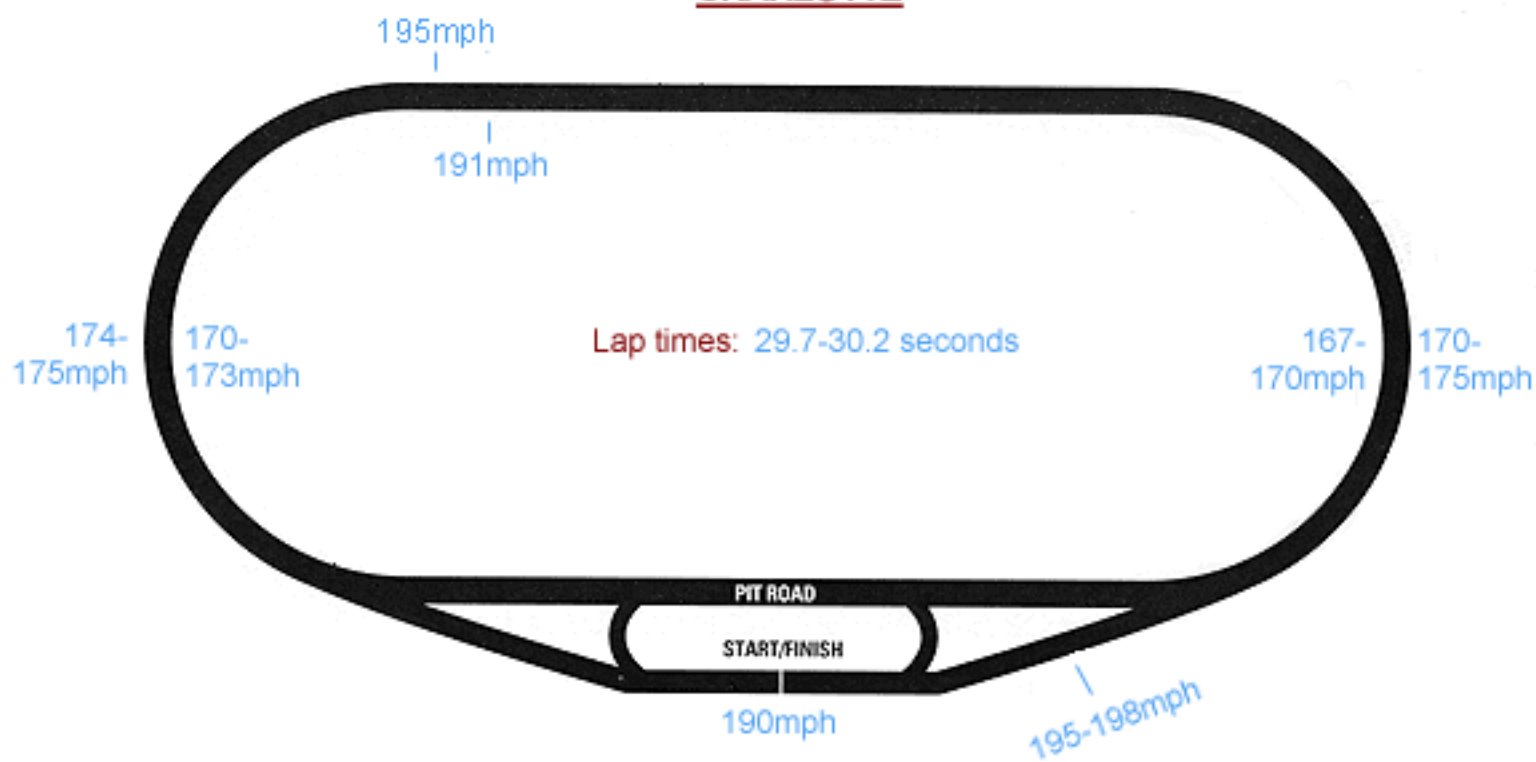 195mph
191mph
174-
175mph
170-
173mph
Lap times: 29.7-30.2 seconds
167-
170mph
170-
175mph
PIT ROAD
START/FINISH
190mph
195-198mph